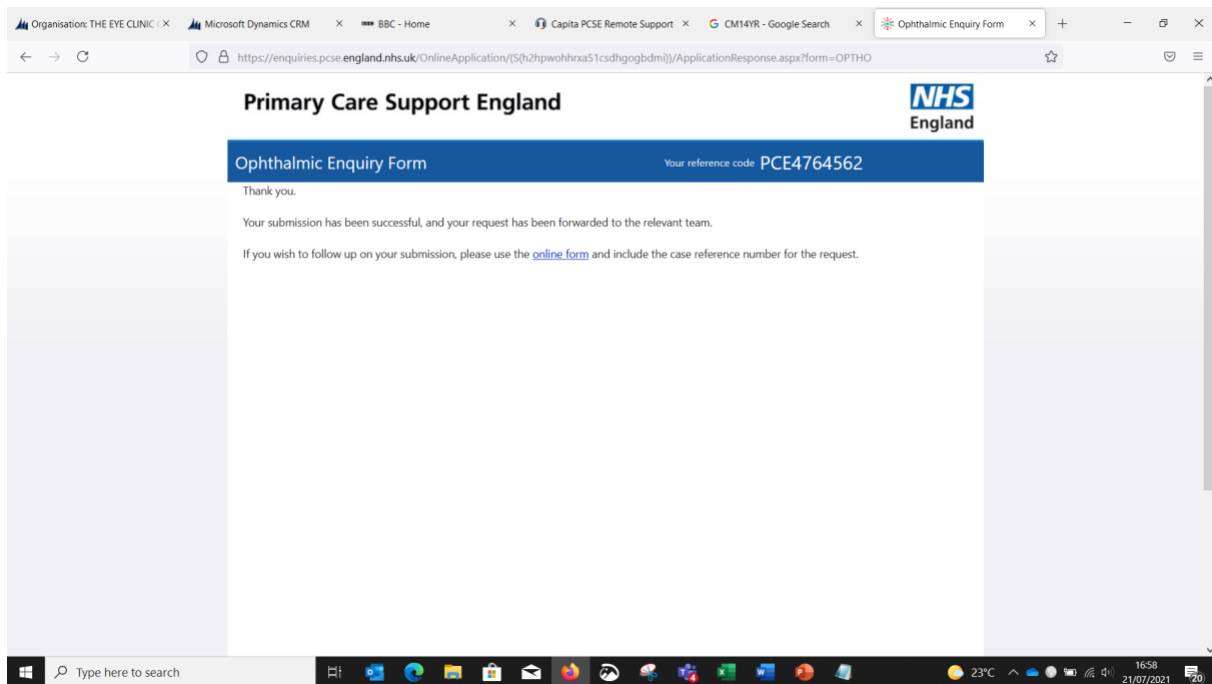 Organisation: THE EYE CLINIC
Microsoft Dynamics CRM
BBC - Home
Capita PCSE Remote Support
CM14YR - Google Search
Ophthalmic Enquiry Form
https://enquiries.pcse.england.nhs.uk/OnlineApplication/(S(h2hpwohhrxa51csdhgogbdmi))/ApplicationResponse.aspx?form=OPTHO
Primary Care Support England
NHS
England
Ophthalmic Enquiry Form
Your reference code PCE4764562
Thank you.
Your submission has been successful, and your request has been forwarded to the relevant team.
If you wish to follow up on your submission, please use the online form and include the case reference number for the request.
Type here to search
23°C
16:58
21/07/2021
20